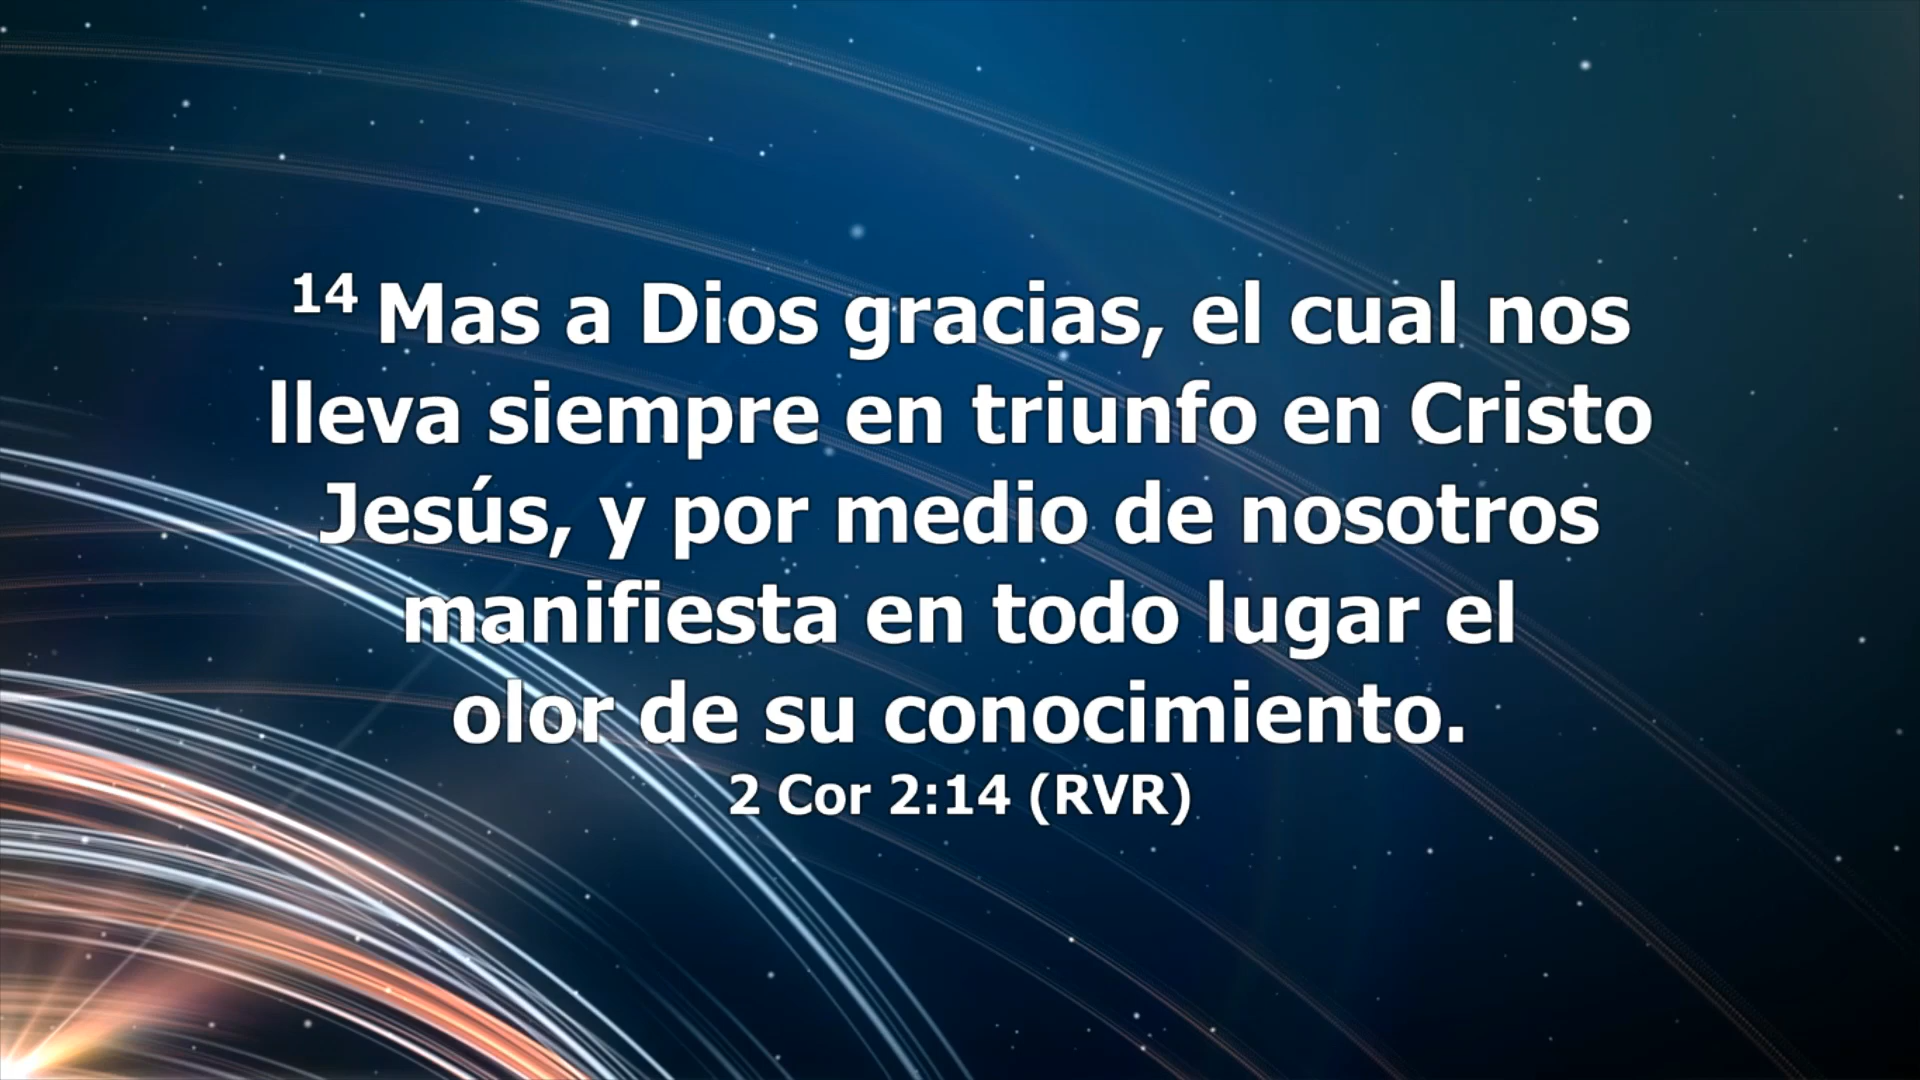 14 Mas a Dios gracias, el cual nos
lleva siempre en triunfo en Cristo
Jesús, y por medio de nosotros
manifiesta en todo lugar el
olor de su conocimiento.
2 Cor 2:14 (RVR)